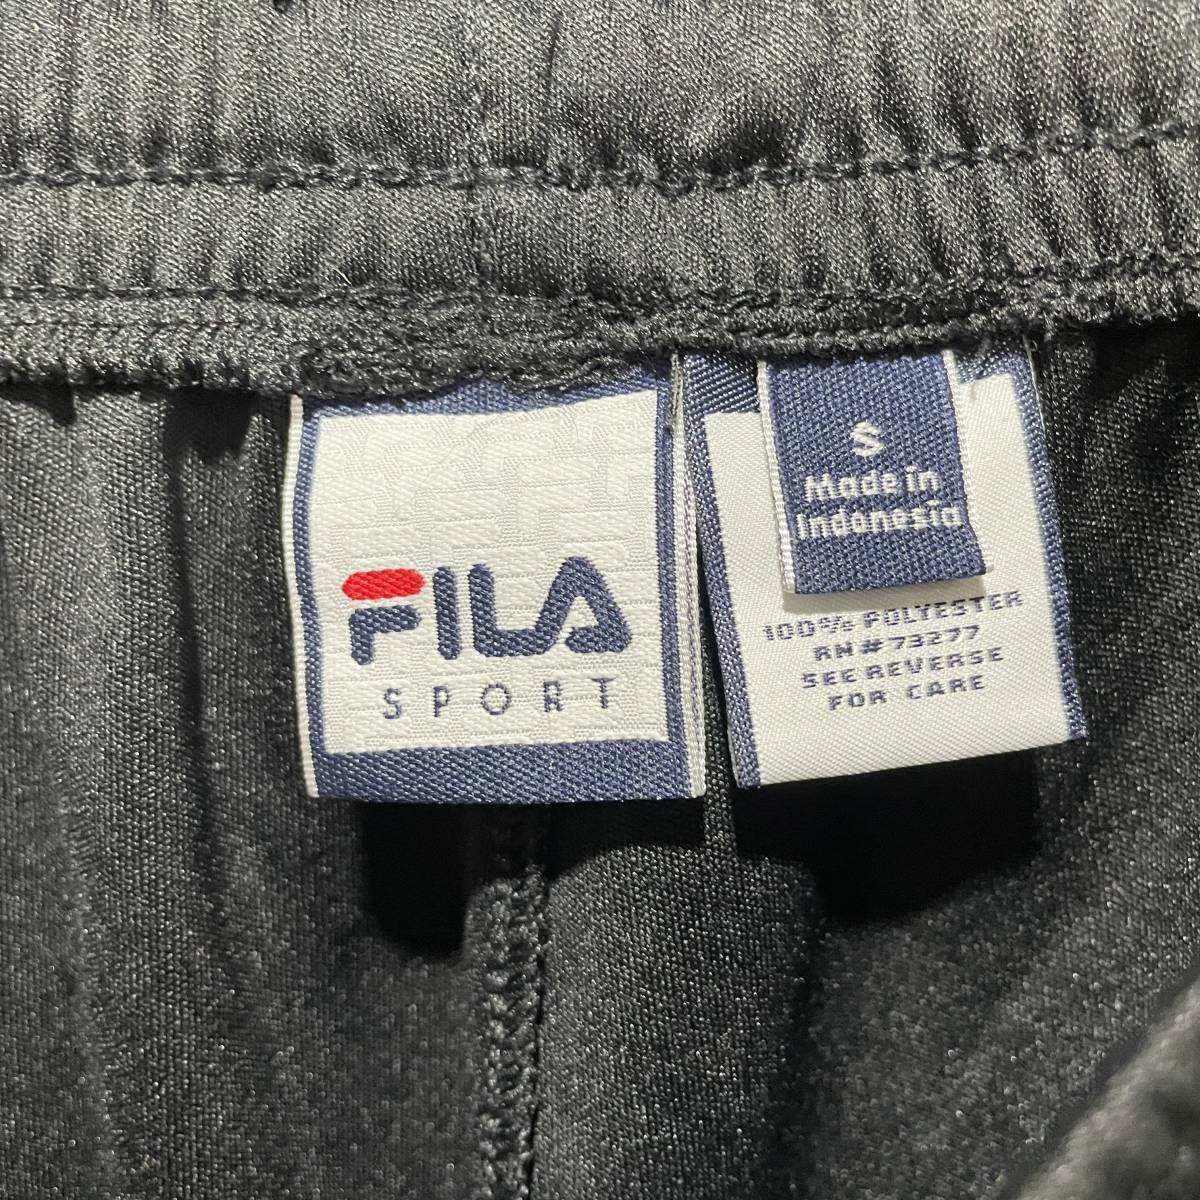 FILA
SPORT
S
Made in
Indonesia
100% POLYESTER
RN#73277
SEE REVERSE
FOR CARE